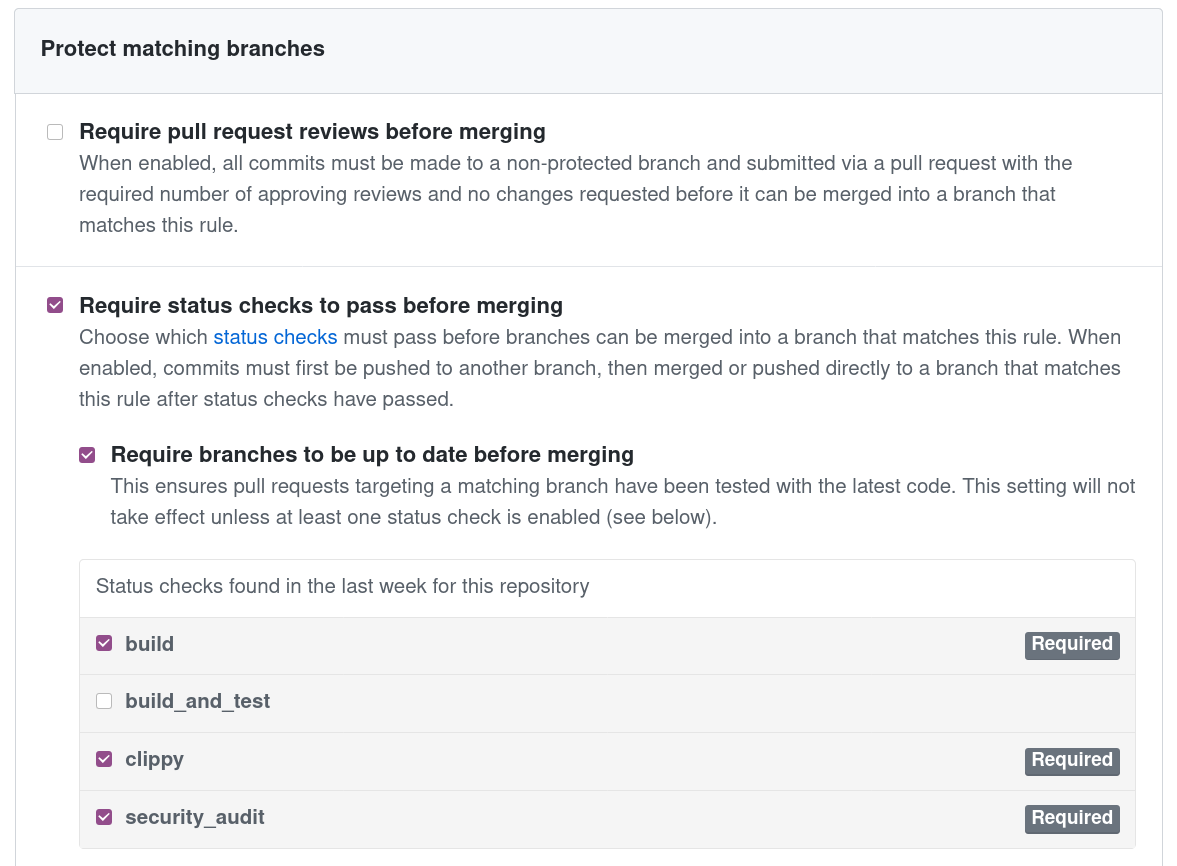 Protect matching branches
Require pull request reviews before merging
When enabled, all commits must be made to a non-protected branch and submitted via a pull request with the
required number of approving reviews and no changes requested before it can be merged into a branch that
matches this rule.
Require status checks to pass before merging
Choose which status checks must pass before branches can be merged into a branch that matches this rule. When
enabled, commits must first be pushed to another branch, then merged or pushed directly to a branch that matches
this rule after status checks have passed.
Require branches to be up to date before merging
This ensures pull requests targeting a matching branch have been tested with the latest code. This setting will not
take effect unless at least one status check is enabled (see below).
Status checks found in the last week for this repository
build Required
build_and_test
clippy Required
security_audit Required